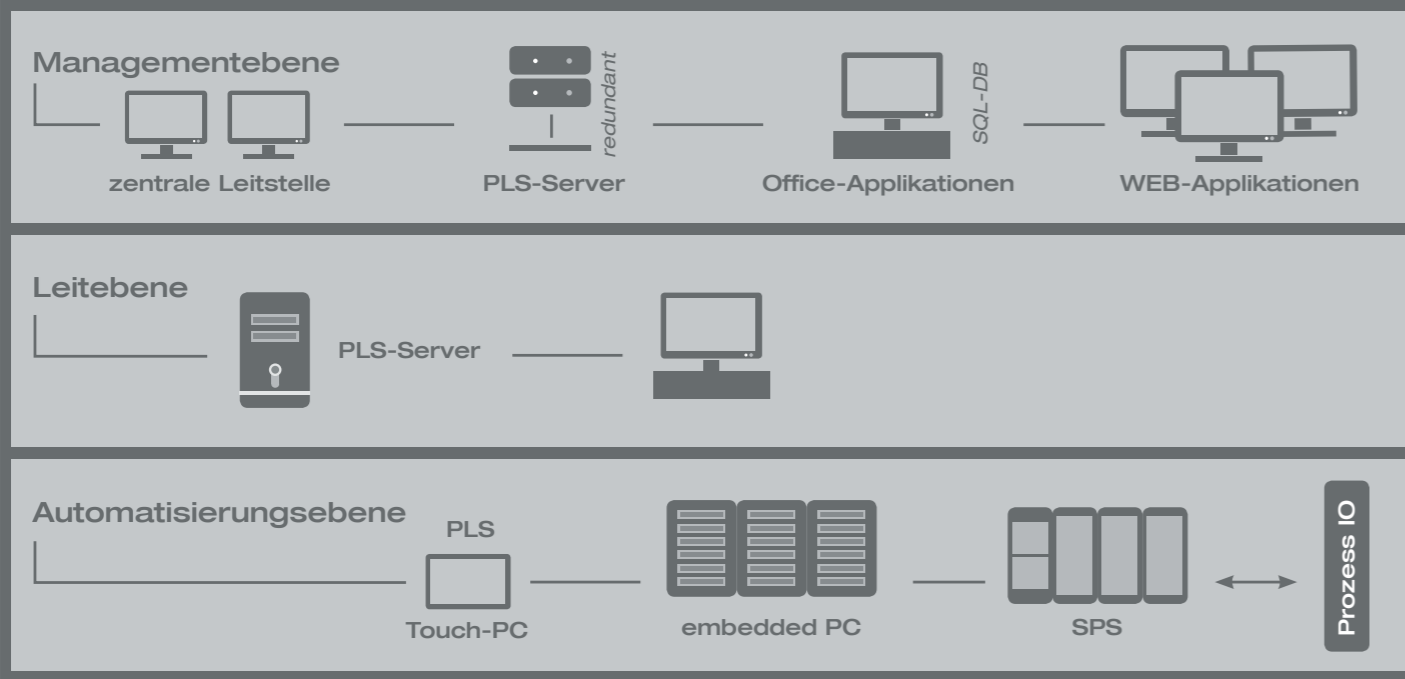 Managementebene
redundant
SQL-DB
zentrale Leitstelle
PLS-Server
Office-Applikationen
WEB-Applikationen
Leitebene
PLS-Server
Automatisierungsebene
PLS
Touch-PC
embedded PC
SPS
Prozess IO